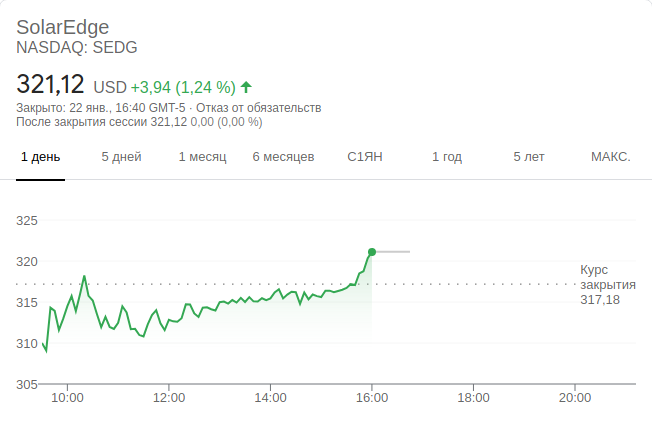 SolarEdge
NASDAQ: SEDG
321,12 USD +3,94 (1,24 %)
Закрыто: 22 янв., 16:40 GMT-5 · Отказ от обязательств
После закрытия сессии 321,12 0,00 (0,00 %)
1 день 5 дней 1 месяц 6 месяцев С1ЯН 1 год 5 лет МАКС.
325
320
Курс
закрытия
317,18
315
310
305
10:00 12:00 14:00 16:00 18:00 20:00